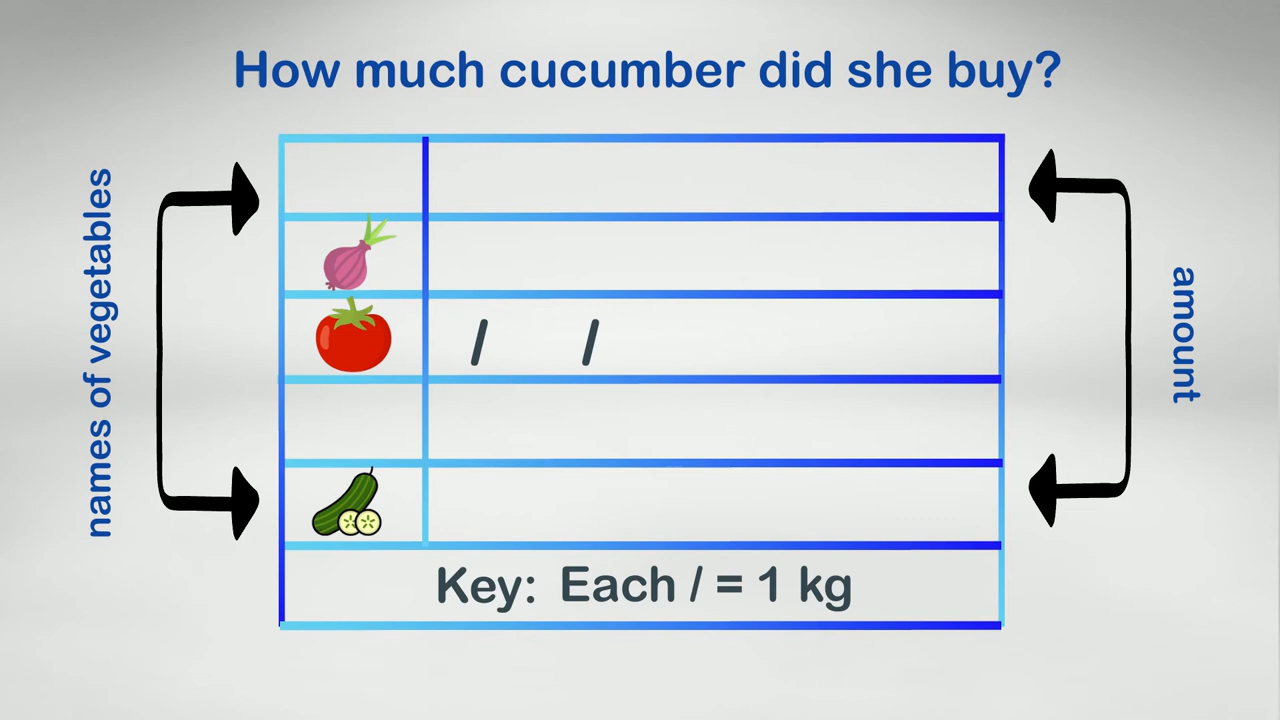 How much cucumber did she buy?
names of vegetables
amount
/ /
Key: Each / = 1 kg